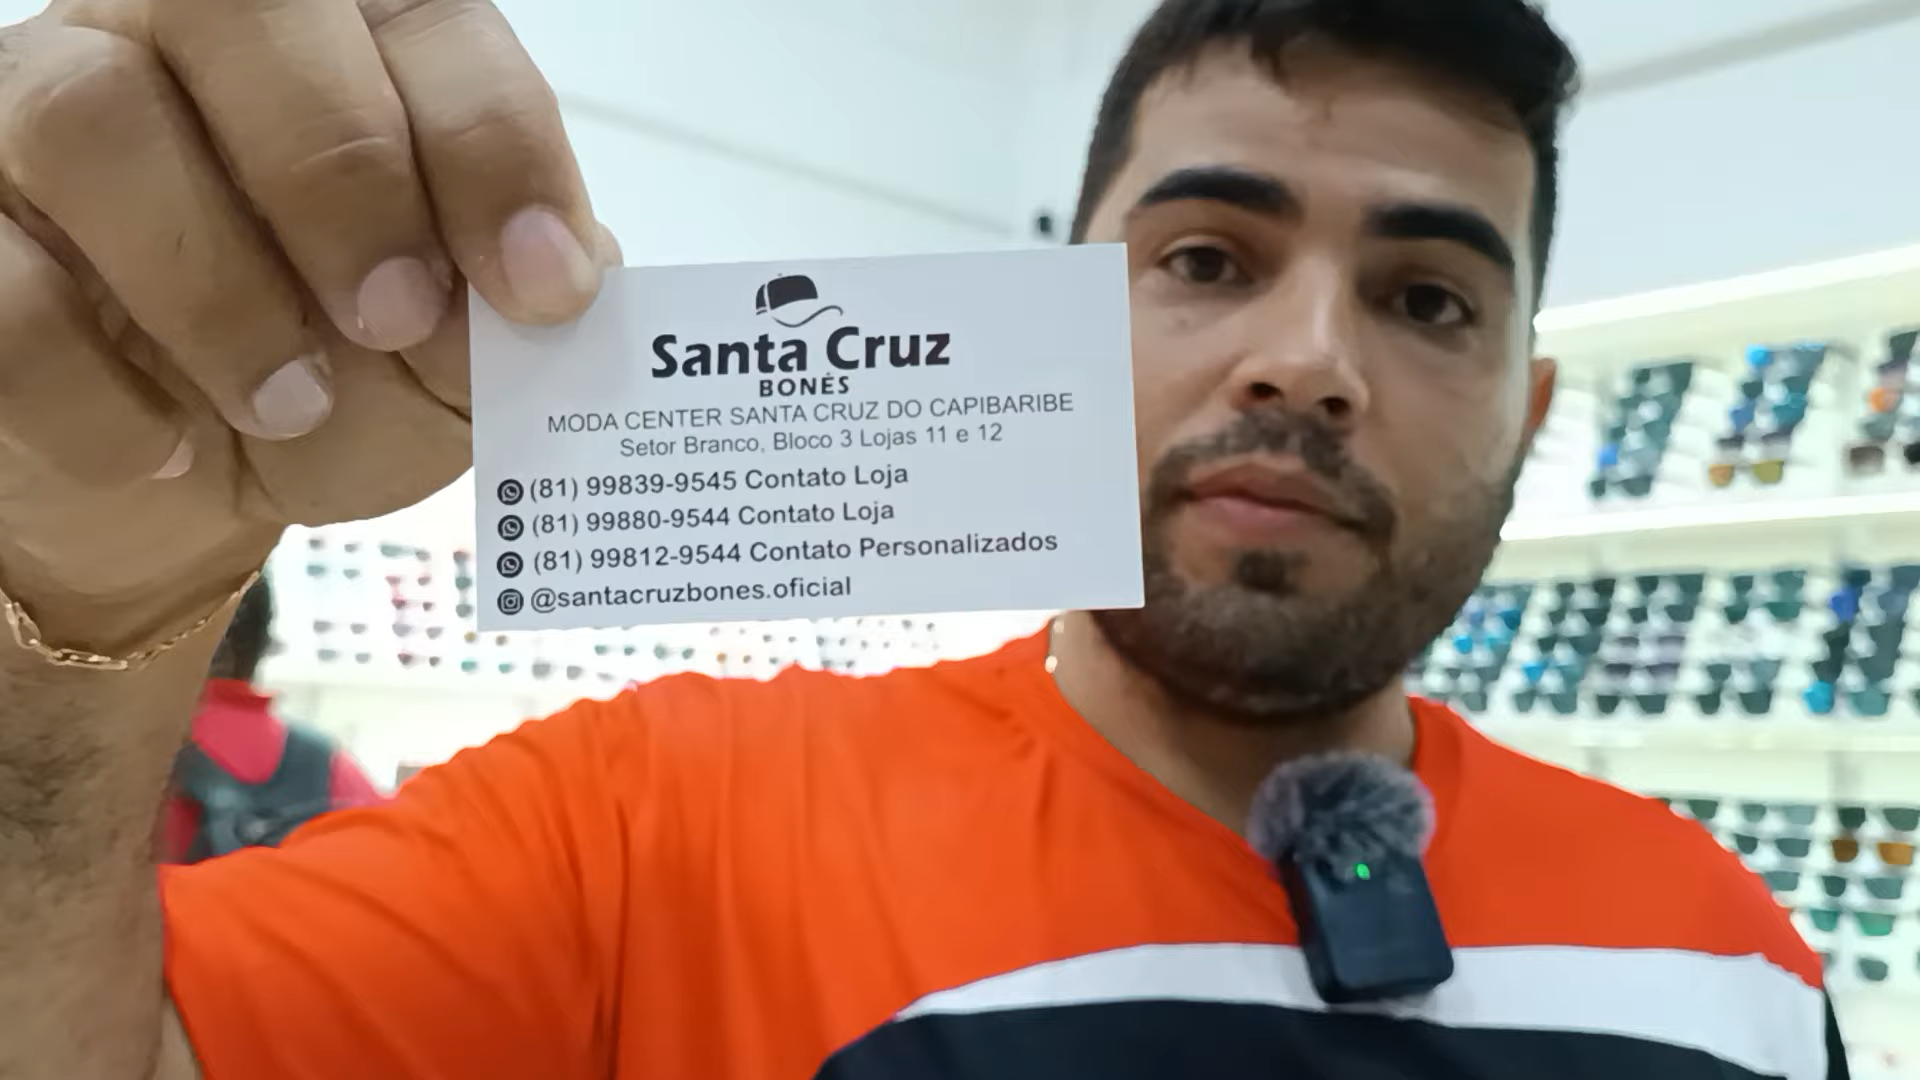 Santa Cruz
BONÉS
MODA CENTER SANTA CRUZ DO CAPIBARIBE
Setor Branco, Bloco 3 Lojas 11 e 12
(81) 99839-9545 Contato Loja
(81) 99880-9544 Contato Loja
(81) 99812-9544 Contato Personalizados
@santacruzbones.oficial